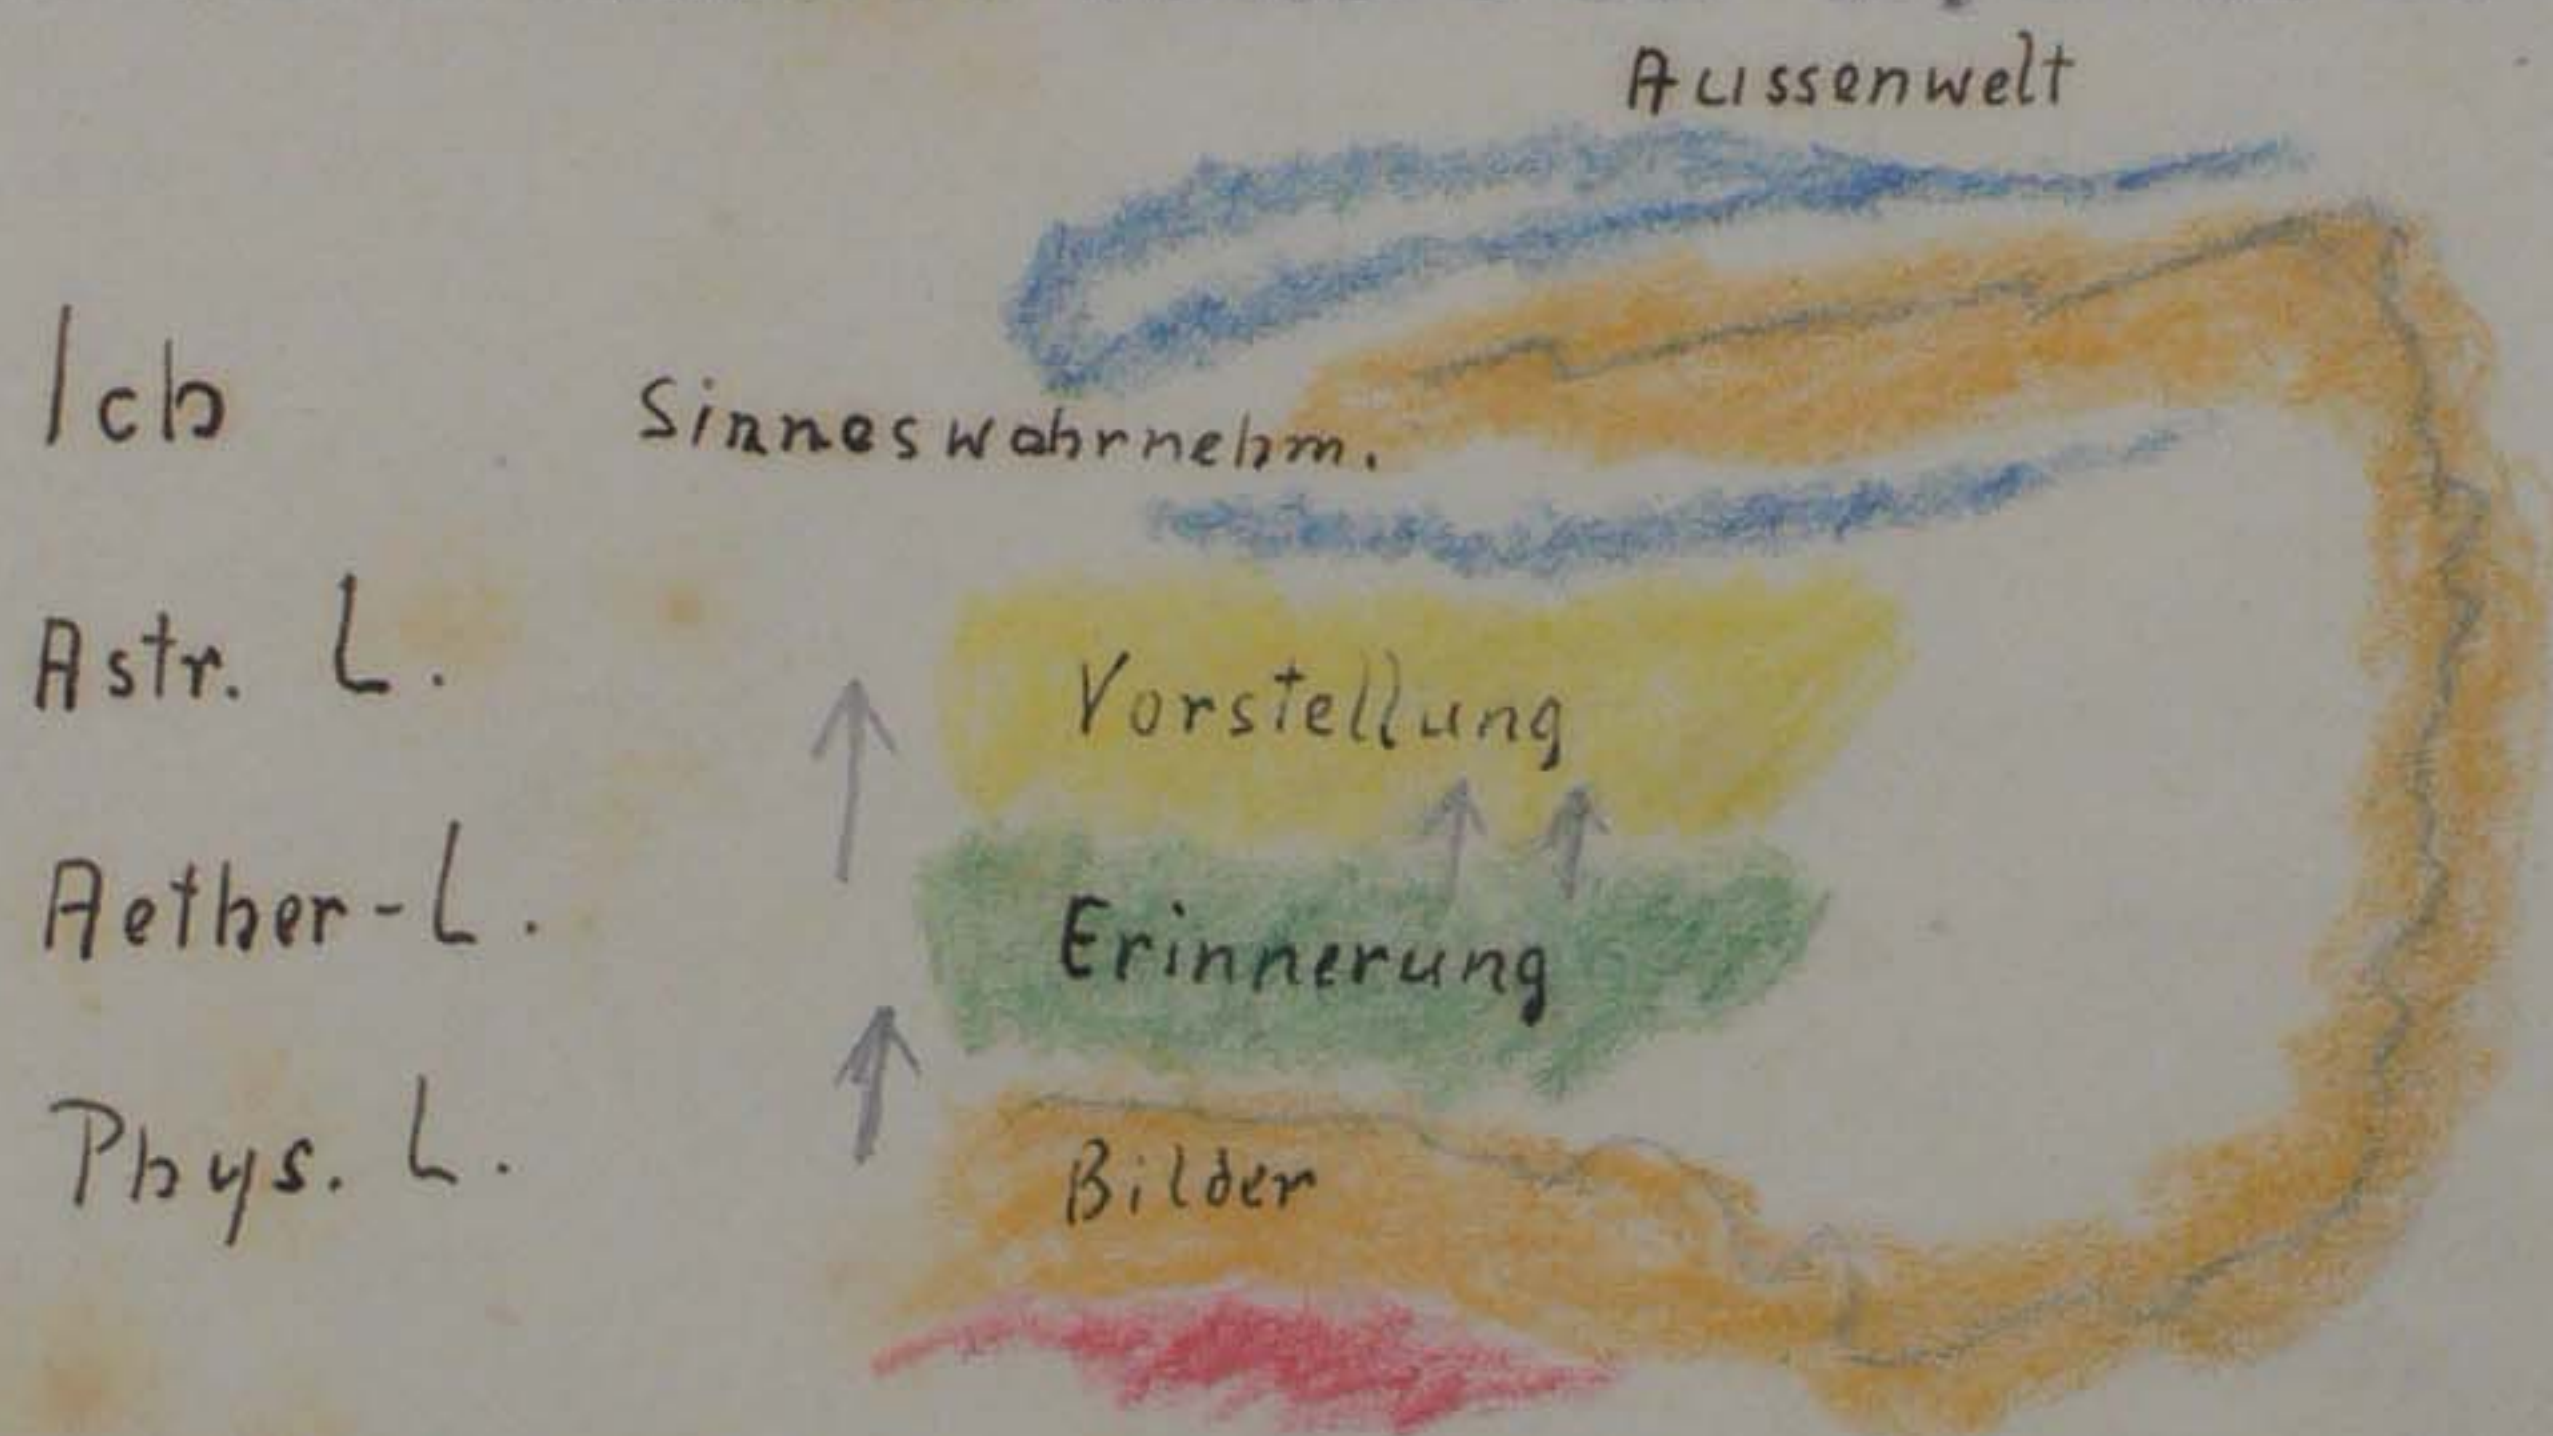 Aussenwelt
Ich
Sinneswahrnehm.
Astr. L.
Vorstellung
Aether-L.
Erinnerung
Phys. L.
Bilder